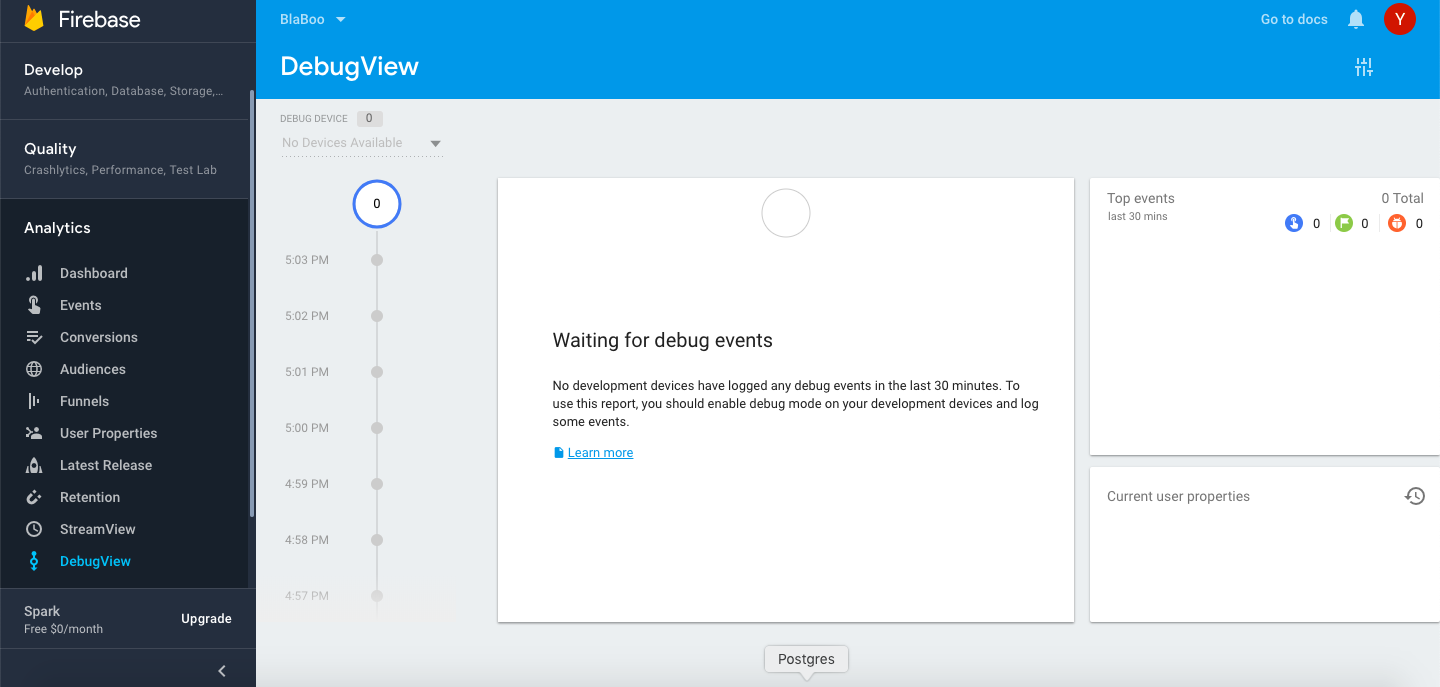 Firebase
Develop
Authentication, Database, Storage,...
Quality
Crashlytics, Performance, Test Lab
Analytics
Dashboard
Events
Conversions
Audiences
Funnels
User Properties
Latest Release
Retention
StreamView
DebugView
Spark
Free $0/month
Upgrade
BlaBoo
Go to docs
Y
DebugView
DEBUG DEVICE 0
No Devices Available
0
5:03 PM
5:02 PM
5:01 PM
5:00 PM
4:59 PM
4:58 PM
4:57 PM
Waiting for debug events
No development devices have logged any debug events in the last 30 minutes. To
use this report, you should enable debug mode on your development devices and log
some events.
Learn more
Top events
0 Total
last 30 mins
0 0 0
Current user properties
Postgres